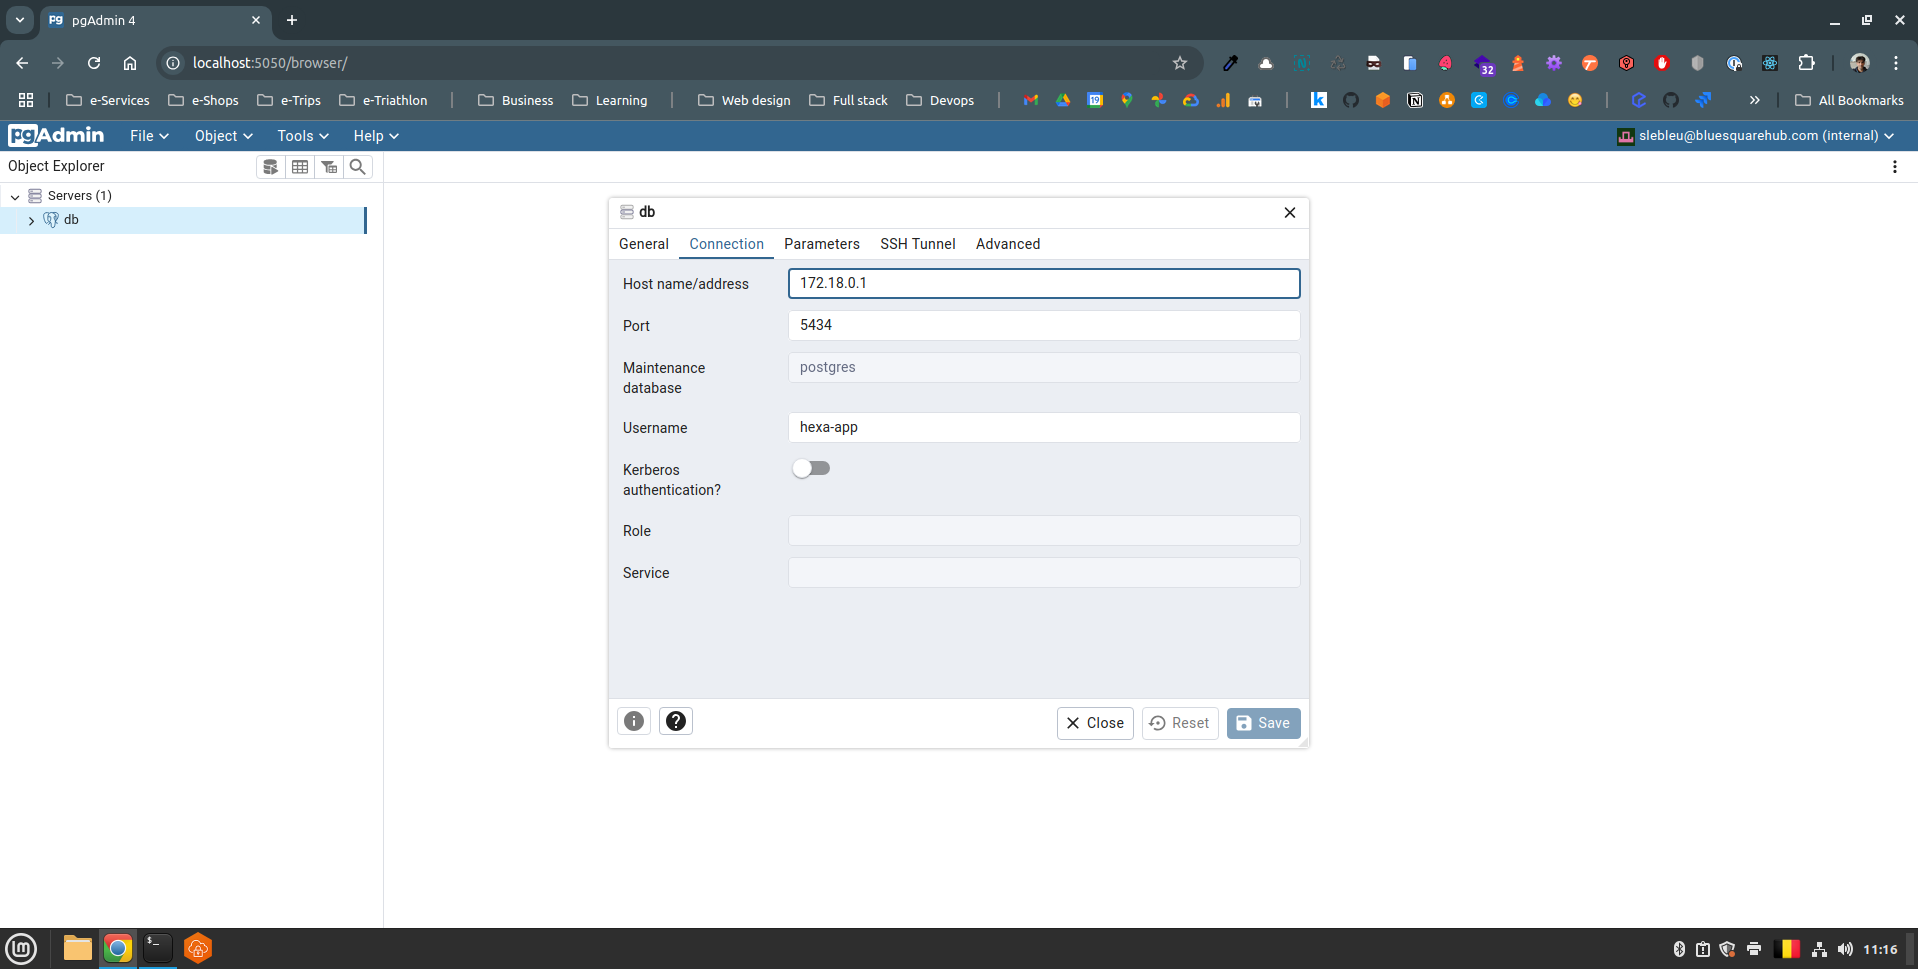 pgAdmin 4
localhost:5050/browser/
32
e-Services e-Shops e-Trips e-Triathlon | Business Learning | Web design Full stack Devops | 19 | | » All Bookmarks
pgAdmin File Object Tools Help slebleu@bluesquarehub.com (internal)
Object Explorer
Servers (1)
db
db
General Connection Parameters SSH Tunnel Advanced
Host name/address 172.18.0.1
Port 5434
Maintenance database postgres
Username hexa-app
Kerberos authentication?
Role
Service
Close Reset Save
11:16